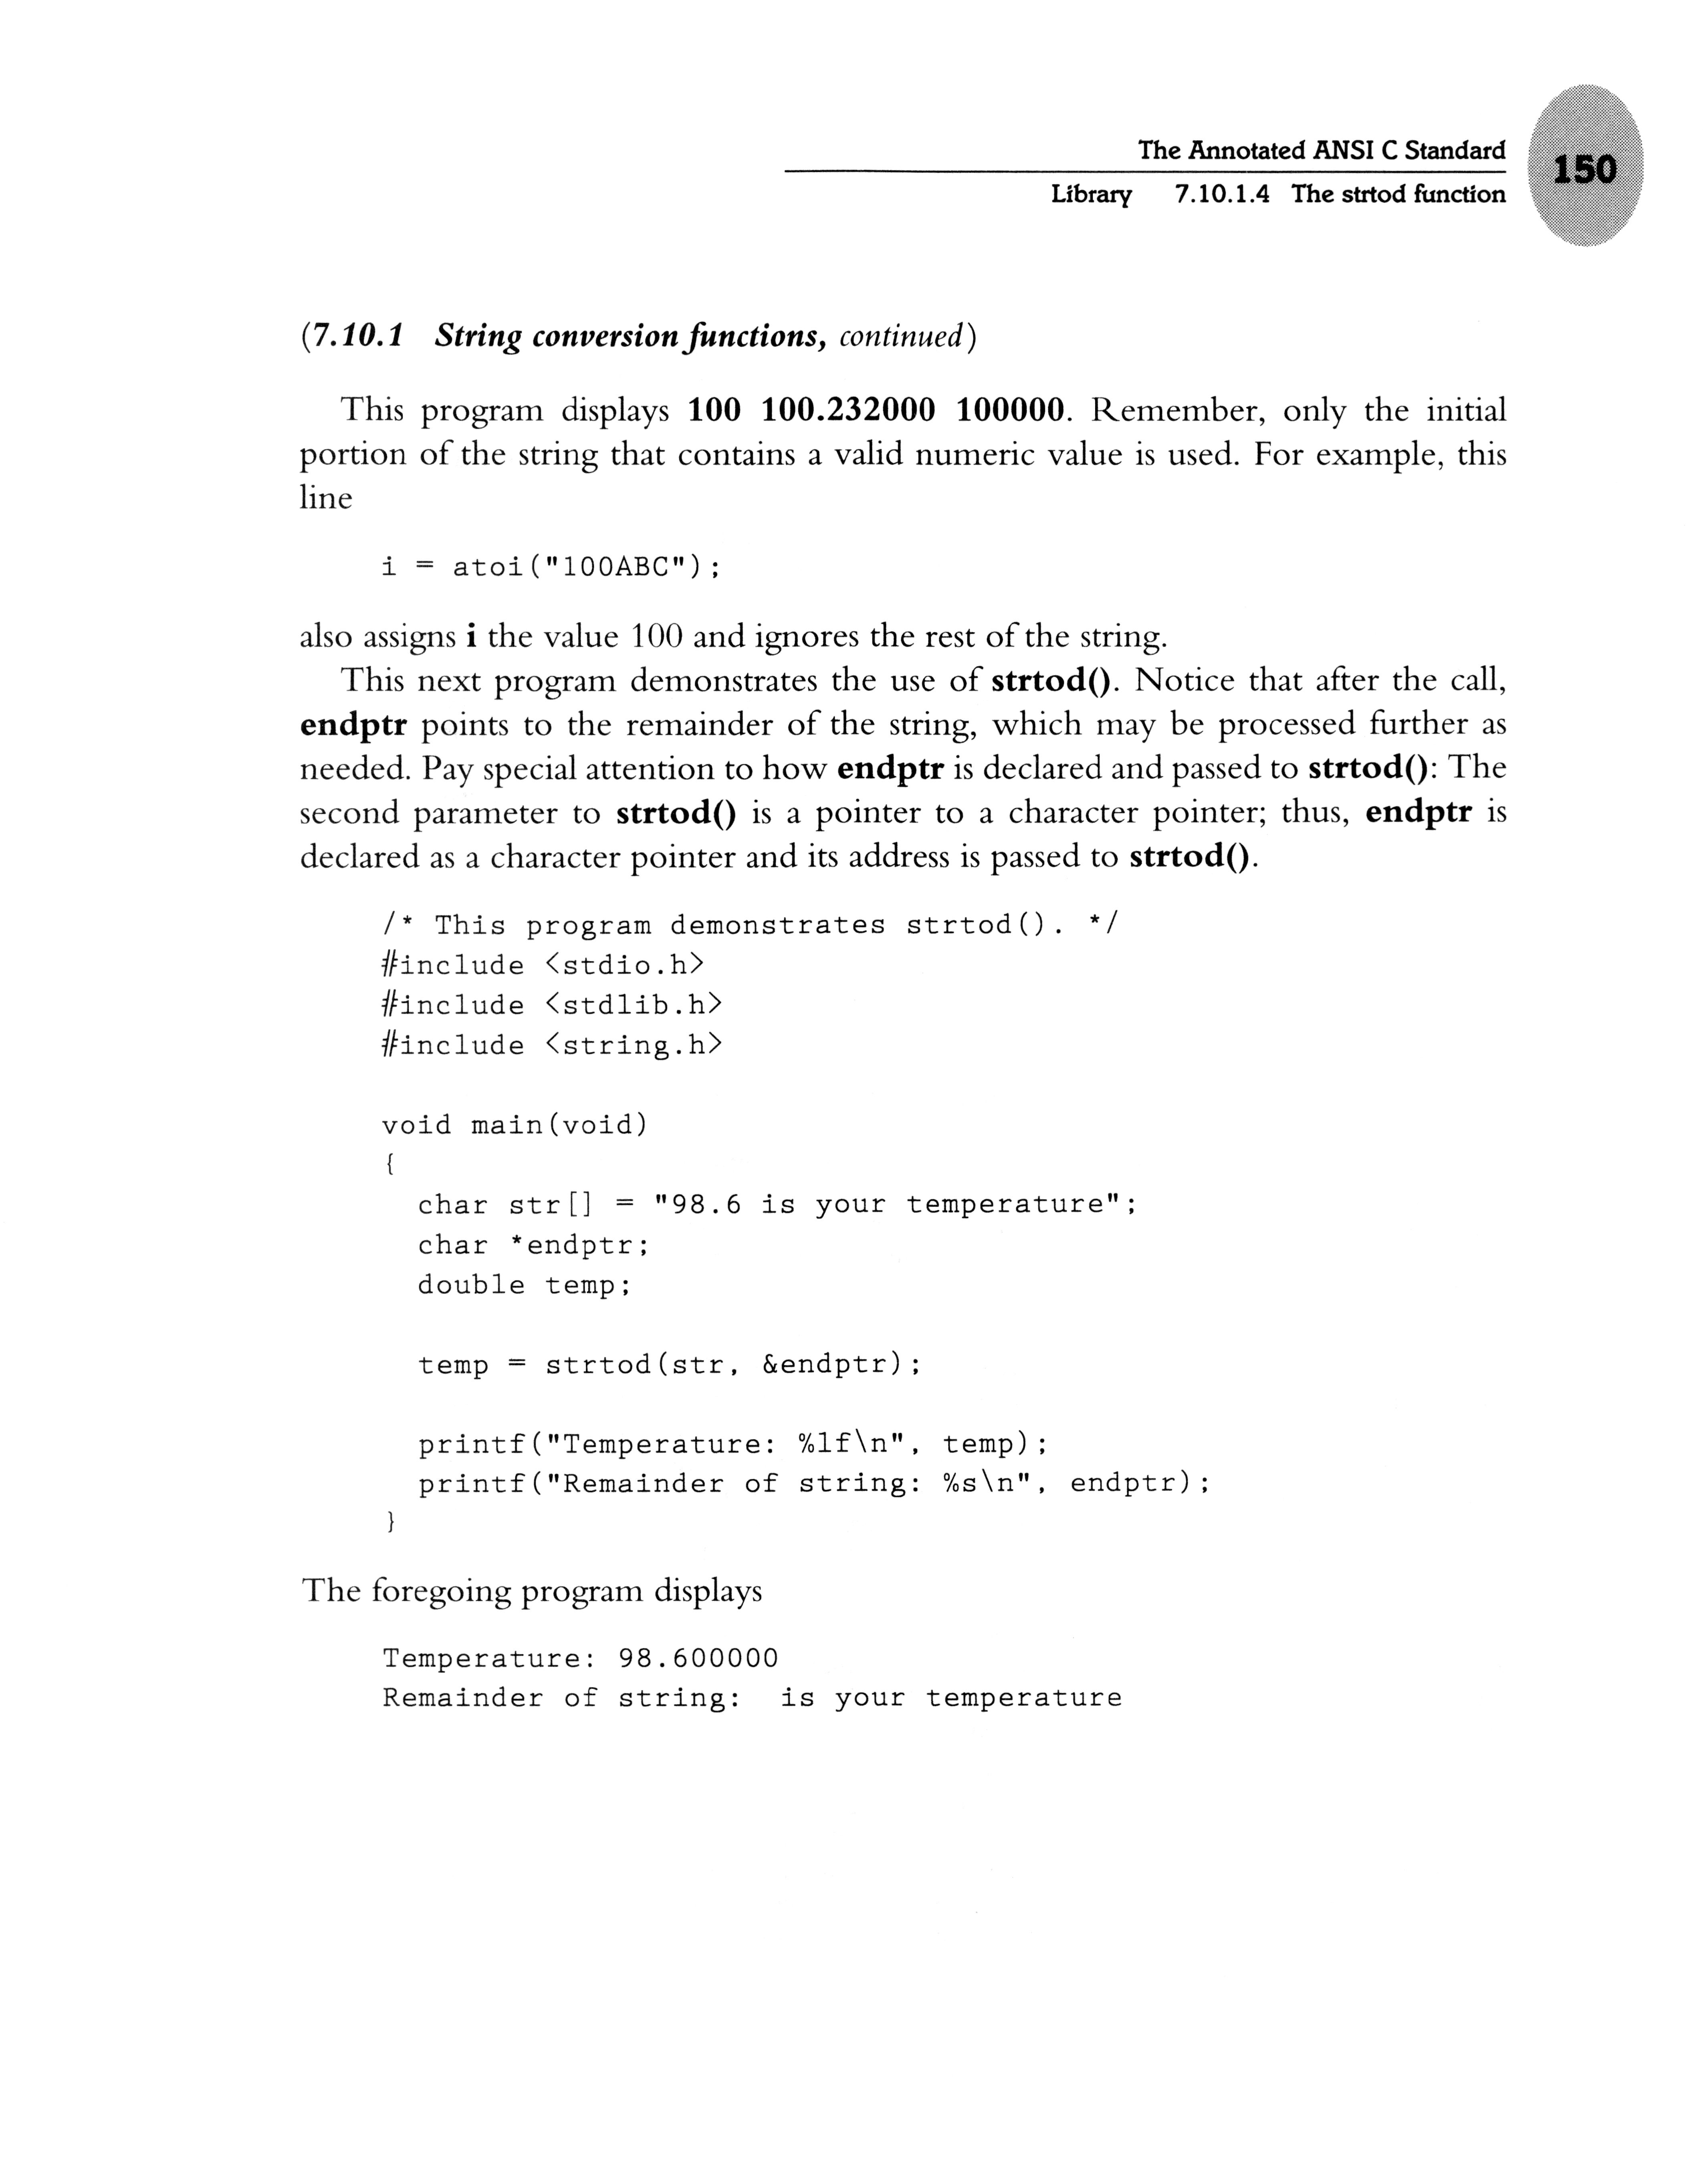 The Annotated ANSI C Standard
150
Library 7.10.1.4 The strtod function
(7.10.1 String conversion functions, continued)
This program displays 100 100.232000 100000. Remember, only the initial
portion of the string that contains a valid numeric value is used. For example, this
line
i = atoi("100ABC");
also assigns i the value 100 and ignores the rest of the string.
This next program demonstrates the use of strtod(). Notice that after the call,
endptr points to the remainder of the string, which may be processed further as
needed. Pay special attention to how endptr is declared and passed to strtod(): The
second parameter to strtod() is a pointer to a character pointer; thus, endptr is
declared as a character pointer and its address is passed to strtod().
/* This program demonstrates strtod(). */
#include <stdio.h>
#include <stdlib.h>
#include <string.h>
void main(void)
{
char str[] = "98.6 is your temperature";
char *endptr;
double temp;
temp = strtod(str, &endptr);
printf("Temperature: %lf\n", temp);
printf("Remainder of string: %s\n", endptr);
}
The foregoing program displays
Temperature: 98.600000
Remainder of string:  is your temperature